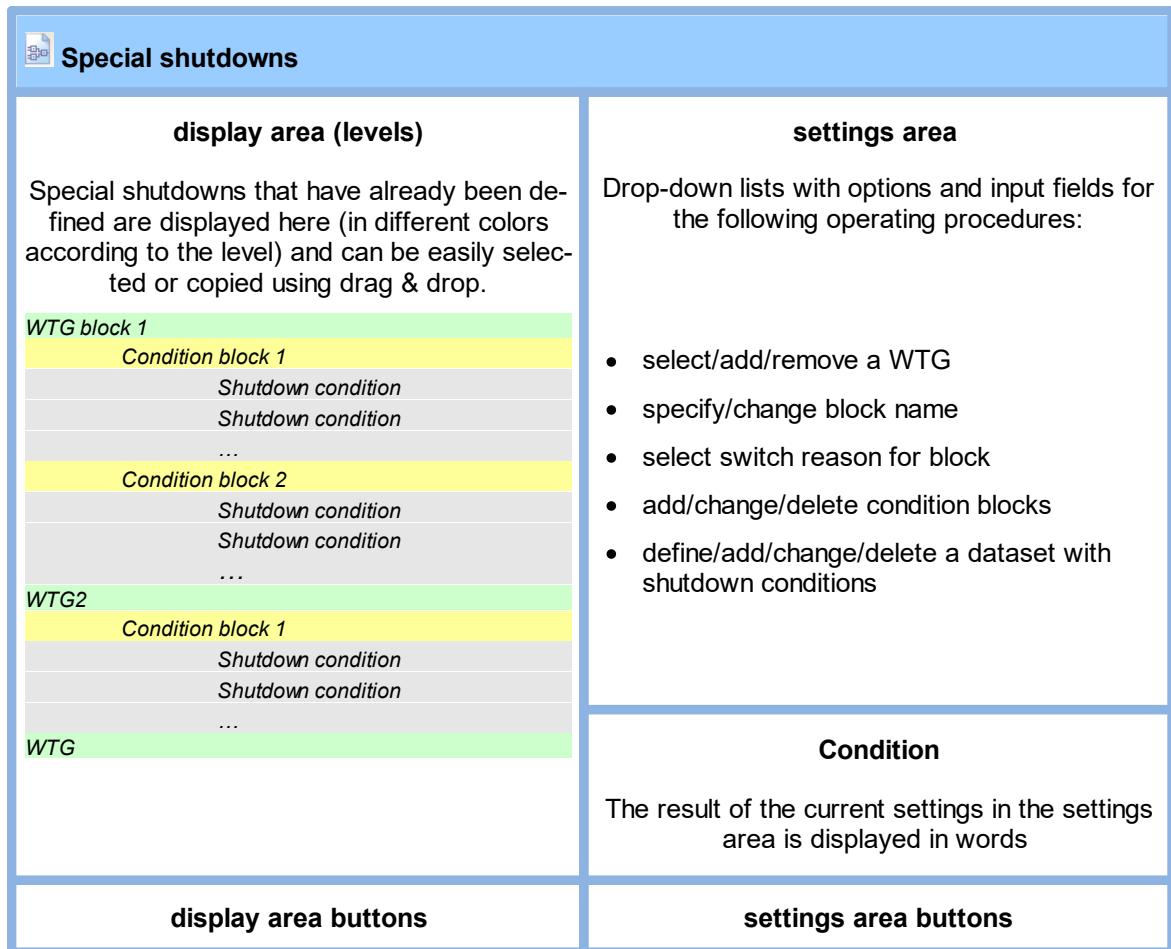 Special shutdowns
display area (levels)
Special shutdowns that have already been de-
fined are displayed here (in different colors
according to the level) and can be easily selec-
ted or copied using drag & drop.
WTG block 1
Condition block 1
Shutdown condition
Shutdown condition
…
Condition block 2
Shutdown condition
Shutdown condition
…
WTG2
Condition block 1
Shutdown condition
Shutdown condition
…
WTG
settings area
Drop-down lists with options and input fields for
the following operating procedures:
• select/add/remove a WTG
• specify/change block name
• select switch reason for block
• add/change/delete condition blocks
• define/add/change/delete a dataset with
shutdown conditions
Condition
The result of the current settings in the settings
area is displayed in words
display area buttons
settings area buttons